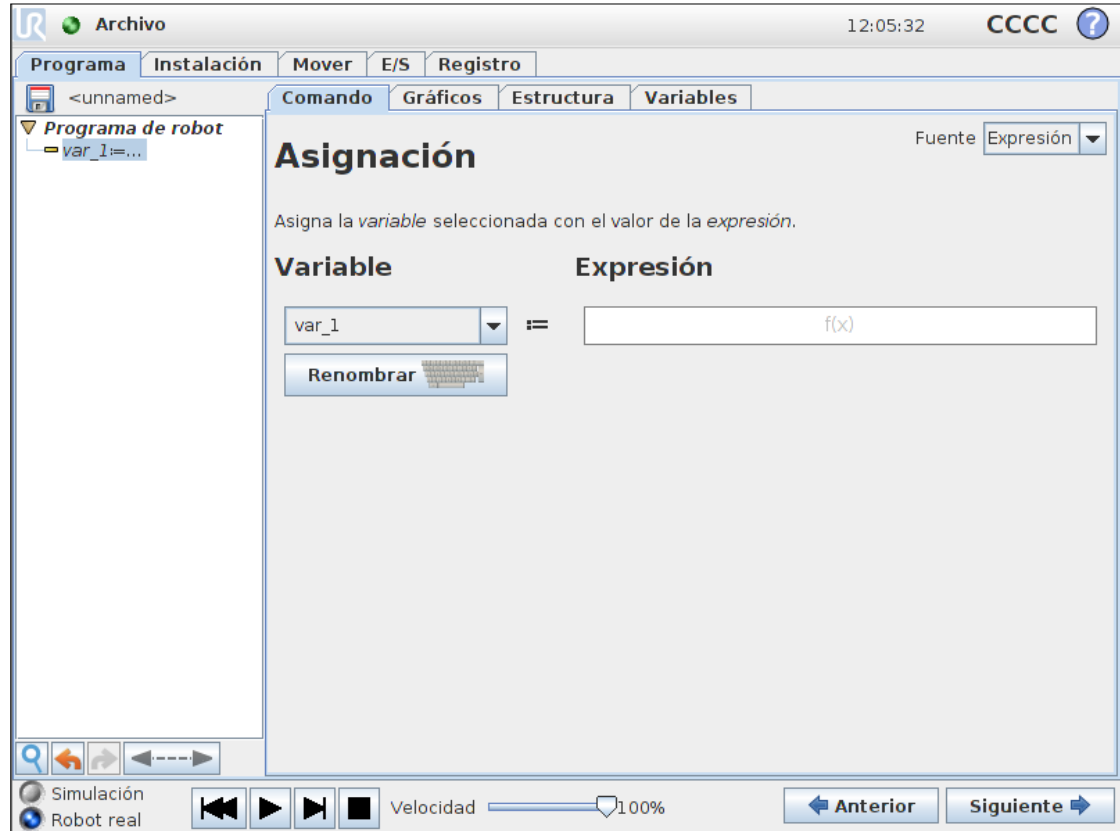 UR Archivo 12:05:32 CCCC ?
Programa Instalación Mover E/S Registro
<unnamed> Comando Gráficos Estructura Variables
Programa de robot
var_1:=...
Fuente Expresión
Asignación
Asigna la variable seleccionada con el valor de la expresión.
Variable Expresión
var_1 := f(x)
Renombrar
Simulación
Robot real
Velocidad 100% Anterior Siguiente